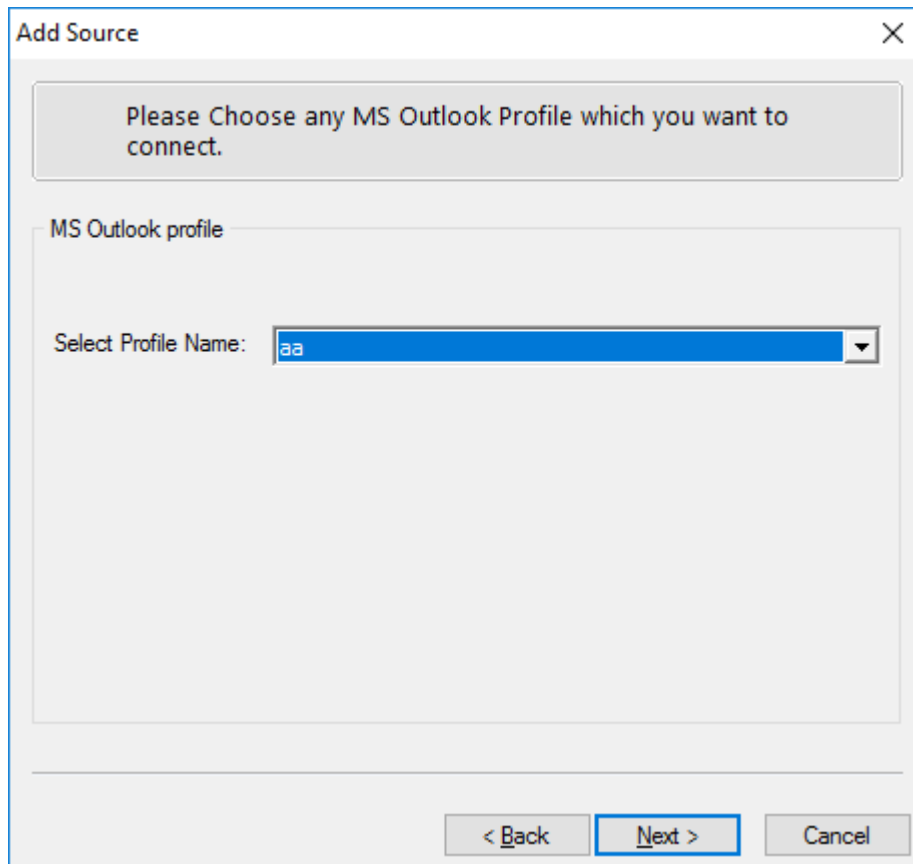 Add Source
Please Choose any MS Outlook Profile which you want to
connect.
MS Outlook profile
Select Profile Name:
aa
< Back
Next >
Cancel